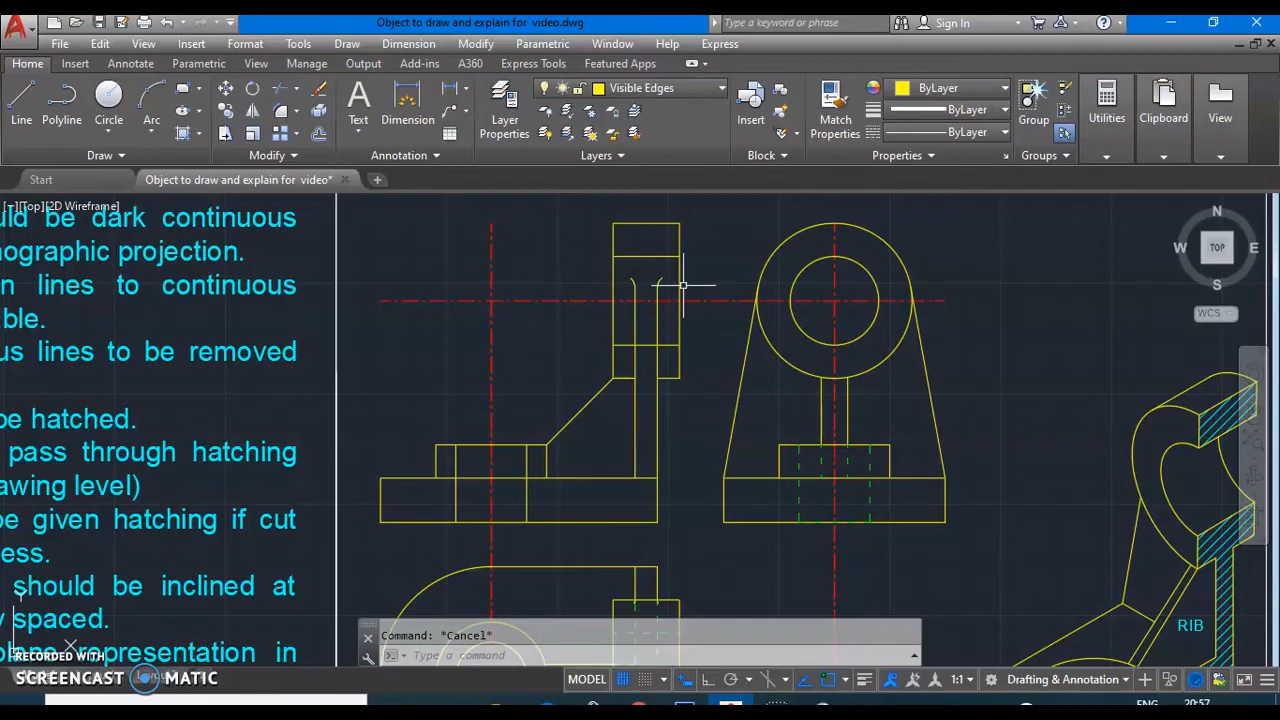 Object to draw and explain for video.dwg
Type a keyword or phrase
Sign In
File Edit View Insert Format Tools Draw Dimension Modify Parametric Window Help Express
Home Insert Annotate Parametric View Manage Output Add-ins A360 Express Tools Featured Apps
Visible Edges
ByLayer
ByLayer
ByLayer
Line Polyline Circle Arc Text Dimension Layer Properties Insert Match Properties Group Utilities Clipboard View
Draw Modify Annotation Layers Block Properties Groups
Start
Object to draw and explain for video*
[−][Top][2D Wireframe]
N
W TOP E
S
WCS
uld be dark continuous
nographic projection.
n lines to continuous
ble.
us lines to be removed
be hatched.
pass through hatching
awing level)
be given hatching if cut
ess.
should be inclined at
y spaced.
representation in
Y
X
RIB
Command: *Cancel*
Type a command
RECORDED WITH
SCREENCAST MATIC
MODEL
1:1
Drafting & Annotation
ENG
20:57